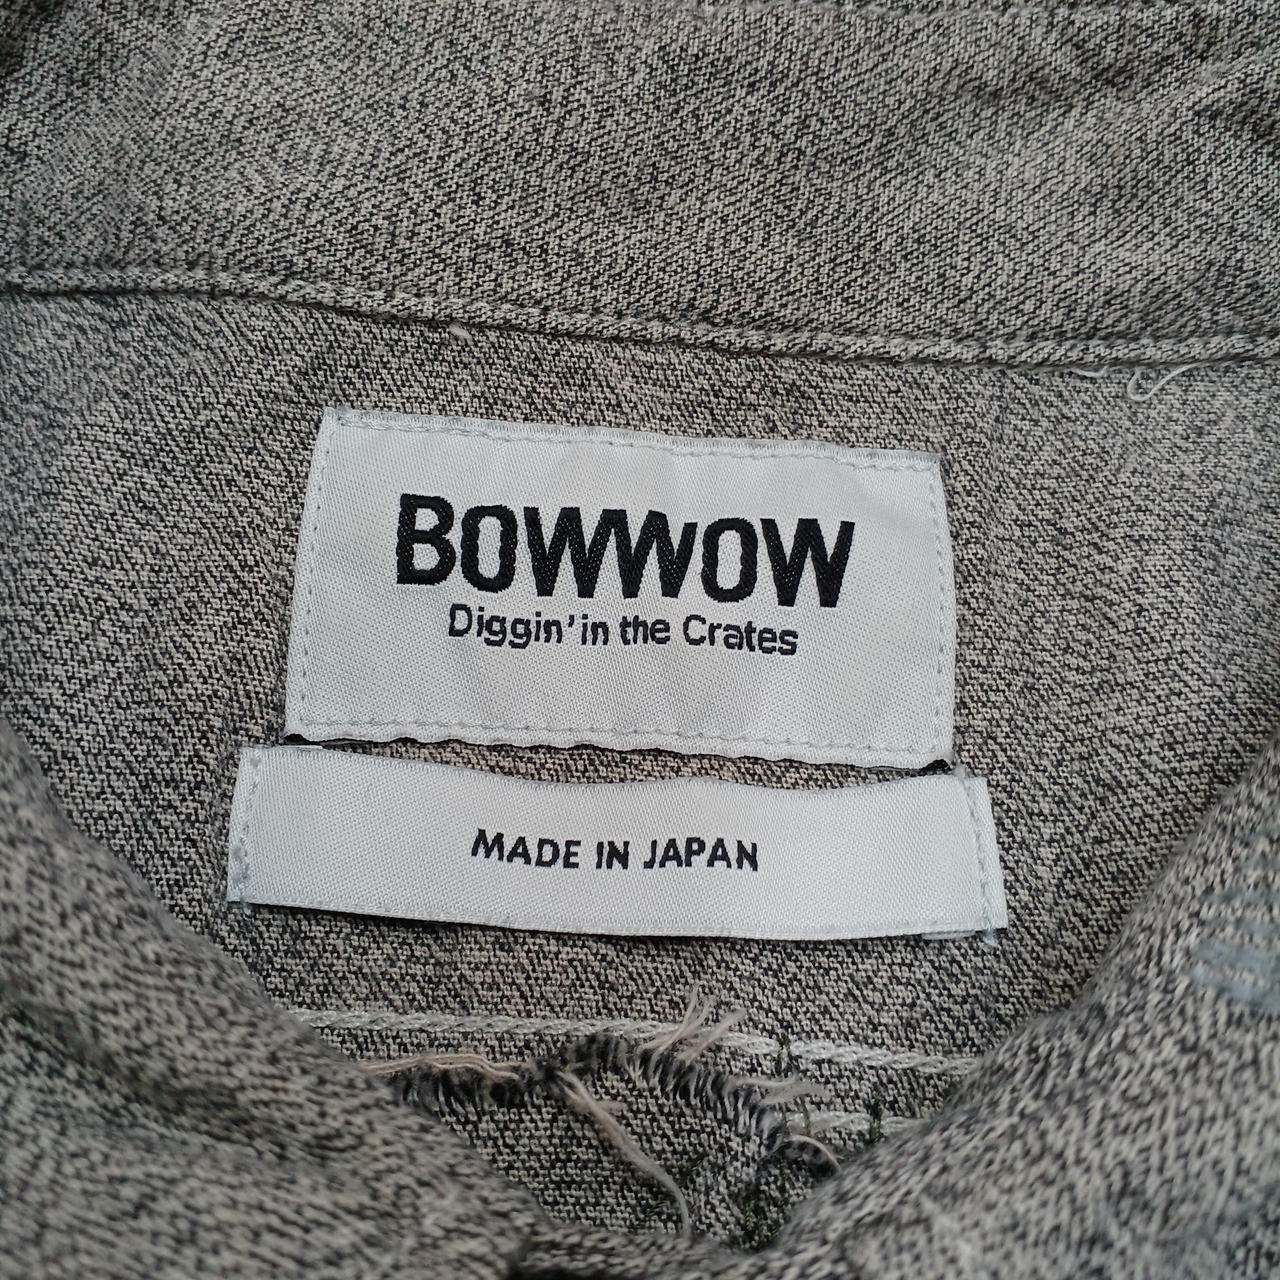 BOWWOW
Diggin' in the Crates
MADE IN JAPAN